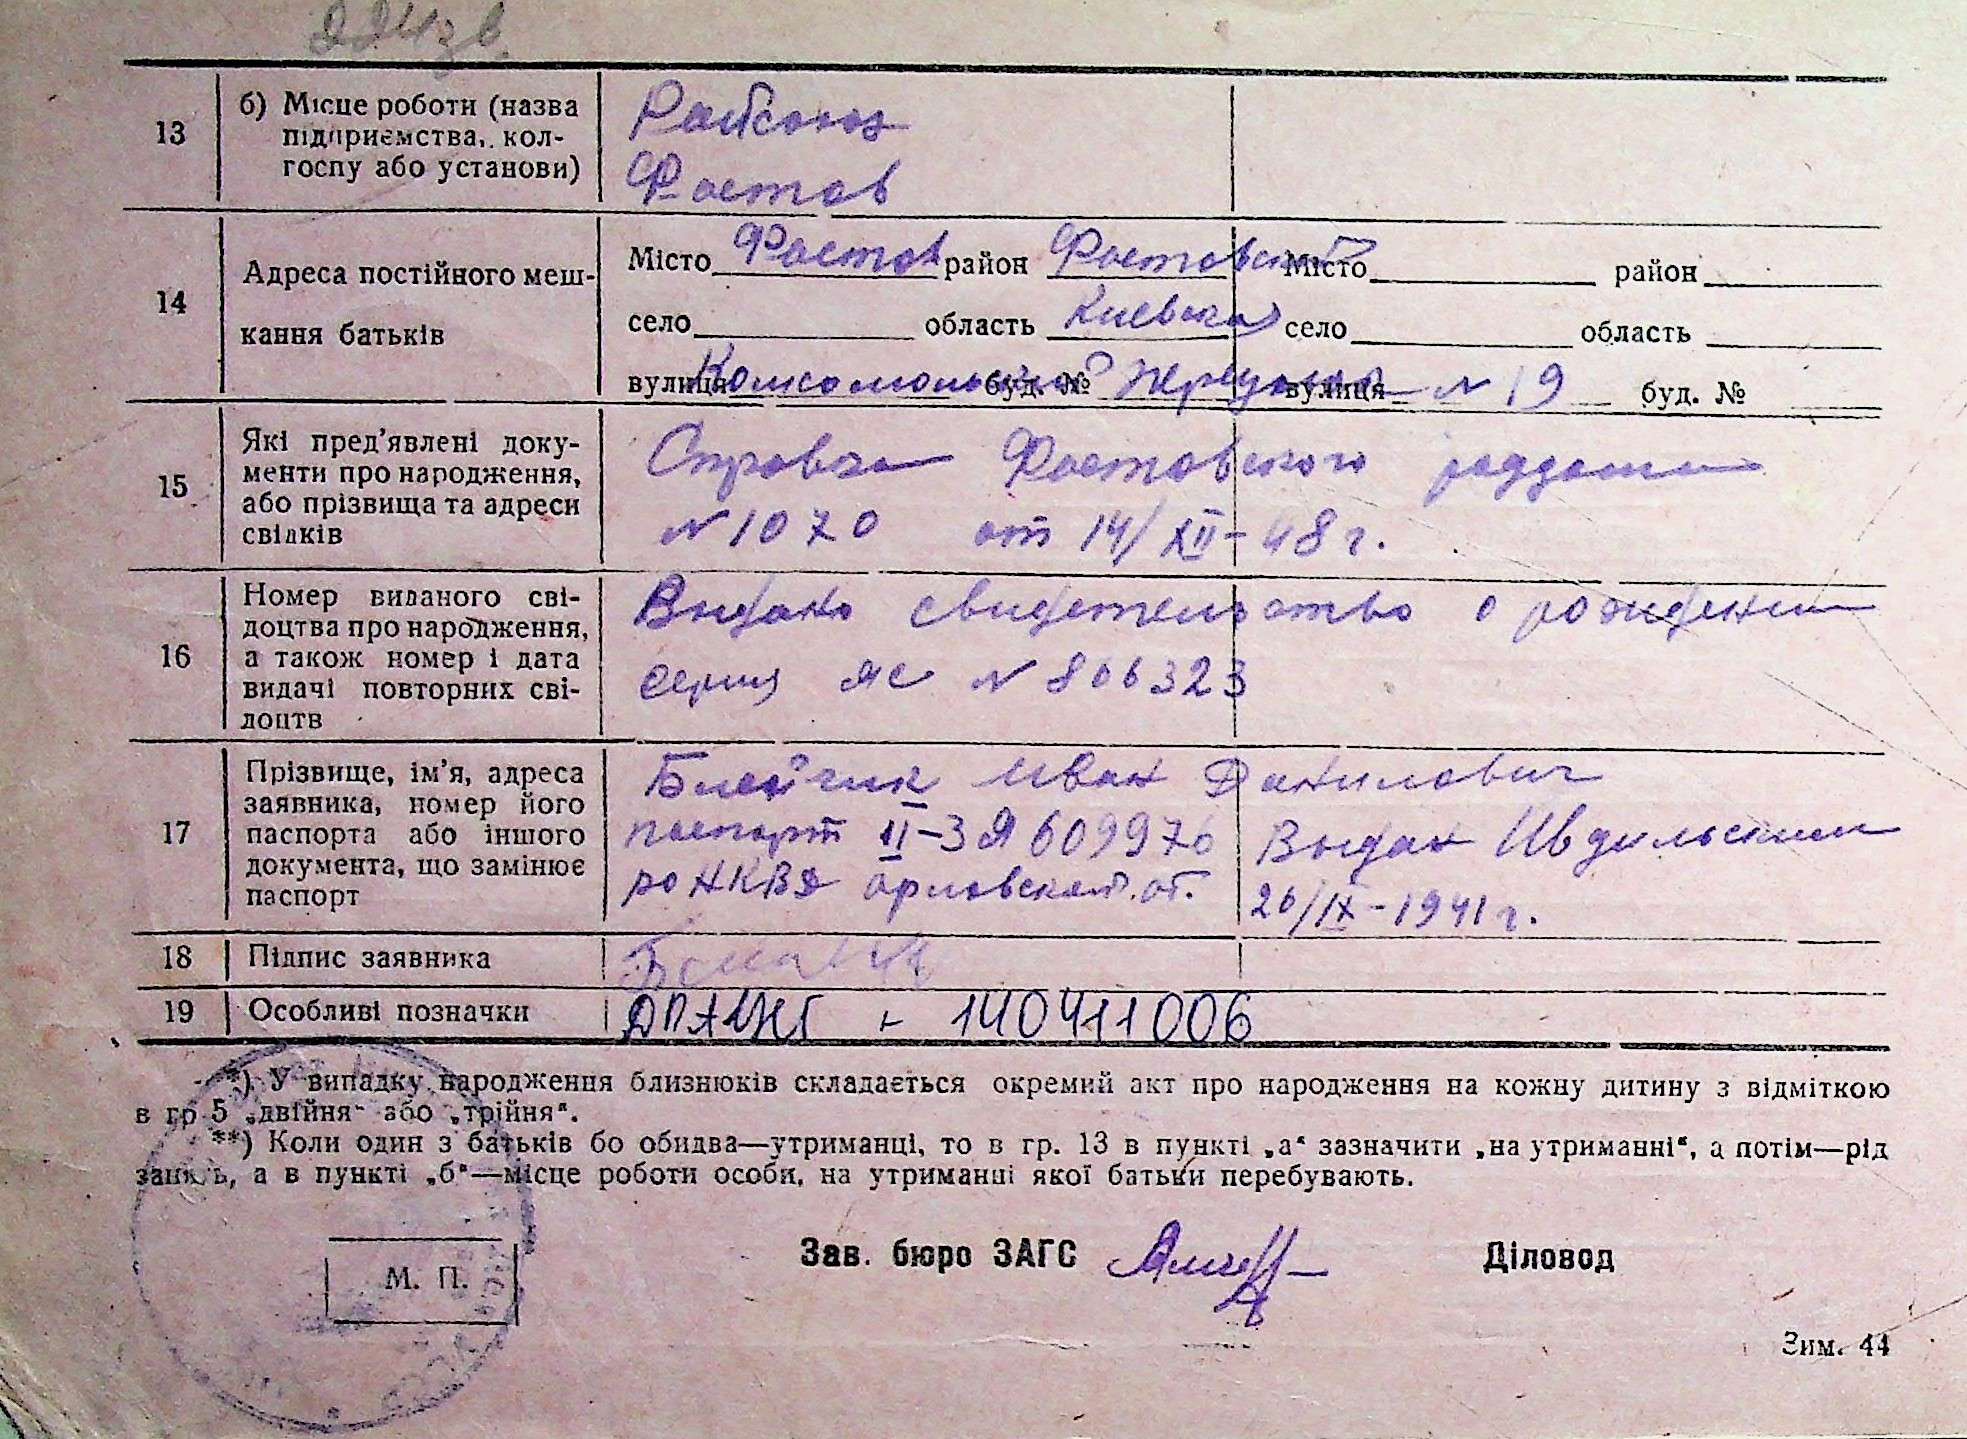 13
б) Місце роботи (назва
підприємства, кол-
госпу або установи)
Райсоюз
Фастов
14
Адреса постійного меш-
кання батьків
Місто Фастов район Фастовский Місто район
село область Киевская село область
вулиця Комсомольский буд. № переулок вулиця № 19 буд. №
15
Які пред'явлені доку-
менти про народження,
або прізвища та адреси
свідків
Справка Фастовского роддома
№ 1070 от 14/XII-48 г.
16
Номер виданого сві-
доцтва про народження,
а також номер і дата
видачі повторних сві-
доцтв
Выдано свидетельство о рождении
серия ЯС № 806323
17
Прізвище, ім'я, адреса
заявника, номер його
паспорта або іншого
документа, що замінює
паспорт
Иван Данилович
паспорт II-ЗЯ 609976 Выдан Ивдельским
РО НКВД об. 26/IX-1941 г.
18
Підпис заявника
19
Особливі позначки
- 140411006
*) У випадку народження близнюків складається окремий акт про народження на кожну дитину з відміткою
в гр 5 „двійня" або „трійня".
**) Коли один з батьків бо обидва—утриманці, то в гр. 13 в пункті „а" зазначити „на утриманні", а потім—рід
занять, а в пункті „б"—місце роботи особи, на утриманні якої батьки перебувають.
Зав. бюро ЗАГС
Діловод
М. П.
Зим. 44